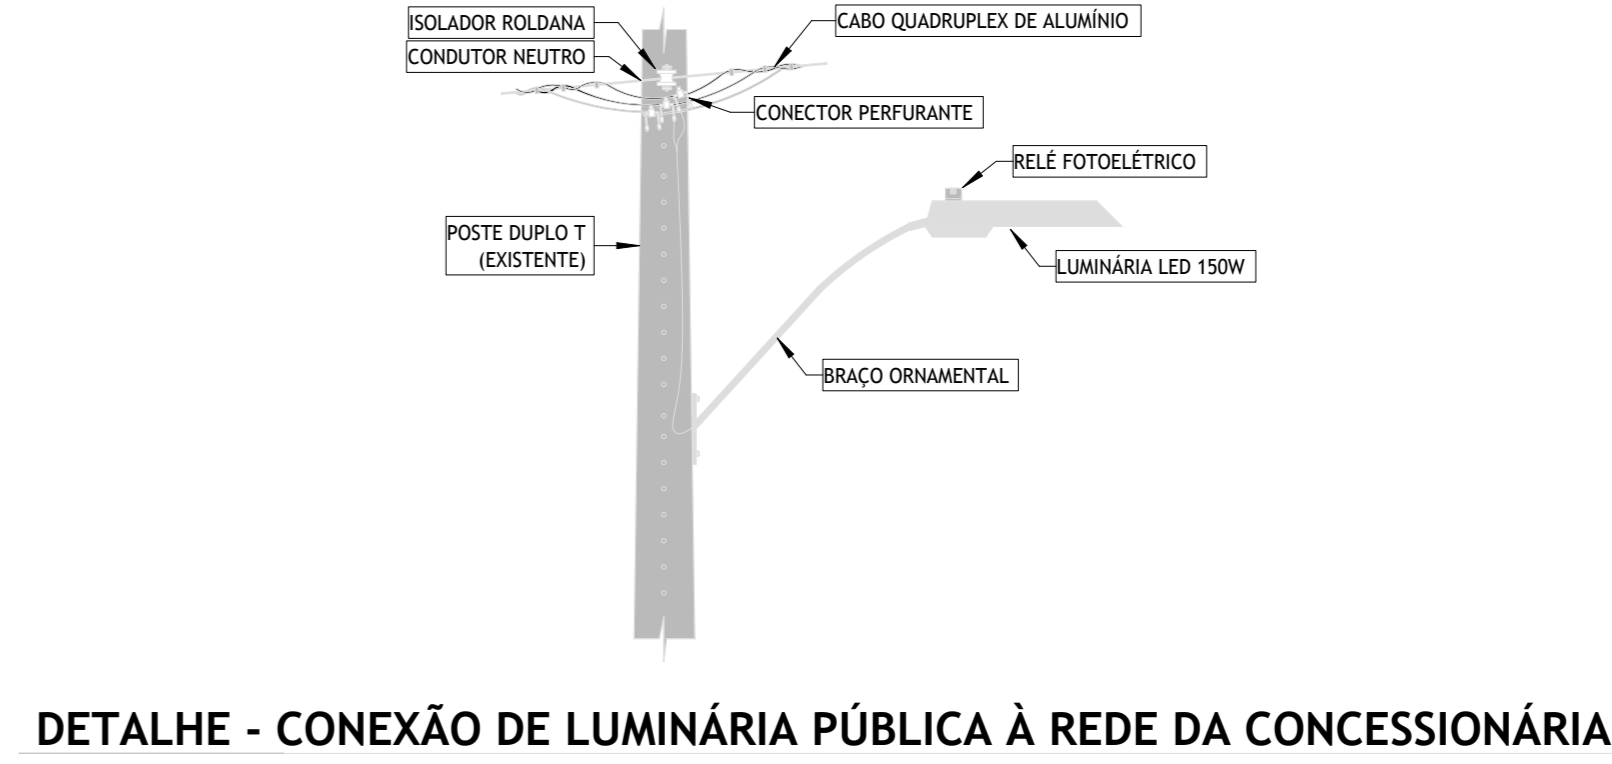 ISOLADOR ROLDANA
CABO QUADRUPLEX DE ALUMÍNIO
CONDUTOR NEUTRO
CONECTOR PERFURANTE
RELÉ FOTOELÉTRICO
POSTE DUPLO T
(EXISTENTE)
LUMINÁRIA LED 150W
BRAÇO ORNAMENTAL
DETALHE - CONEXÃO DE LUMINÁRIA PÚBLICA À REDE DA CONCESSIONÁRIA